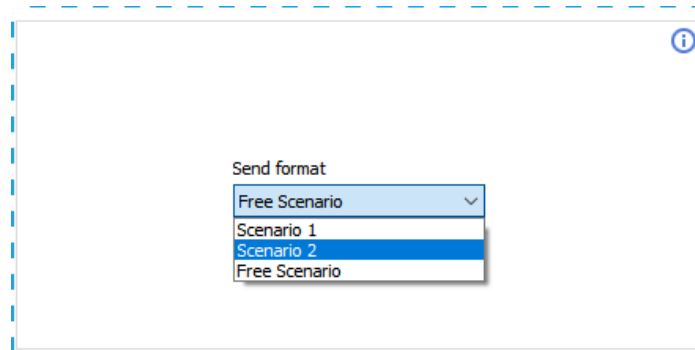 Send format
Free Scenario
Scenario 1
Scenario 2
Free Scenario